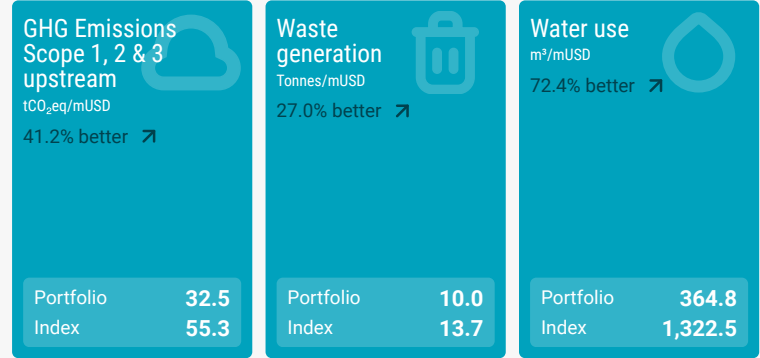 GHG Emissions
Scope 1, 2 & 3
upstream
tCO₂eq/mUSD
41.2% better
Portfolio 32.5
Index 55.3
Waste
generation
Tonnes/mUSD
27.0% better
Portfolio 10.0
Index 13.7
Water use
m³/mUSD
72.4% better
Portfolio 364.8
Index 1,322.5